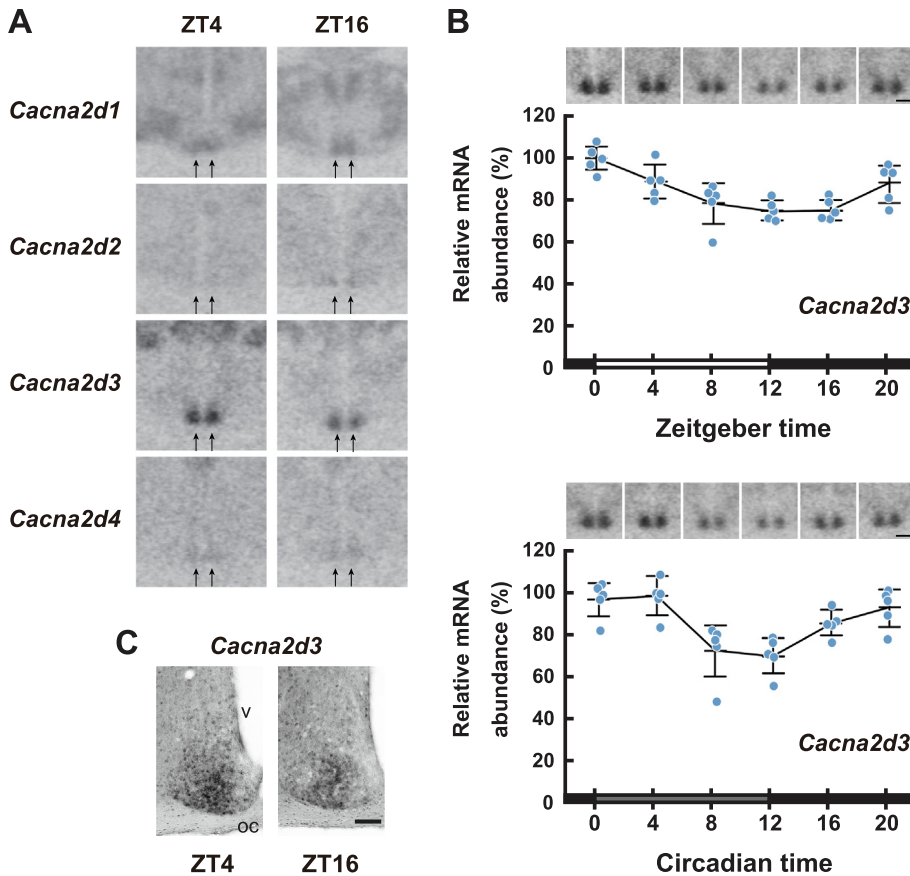 A
ZT4 ZT16
Cacna2d1
Cacna2d2
Cacna2d3
Cacna2d4
B
Relative mRNA
abundance (%)
120
100
80
60
40
20
0
Cacna2d3
0 4 8 12 16 20
Zeitgeber time
Relative mRNA
abundance (%)
120
100
80
60
40
20
0
Cacna2d3
0 4 8 12 16 20
Circadian time
C
Cacna2d3
v
oc
ZT4 ZT16